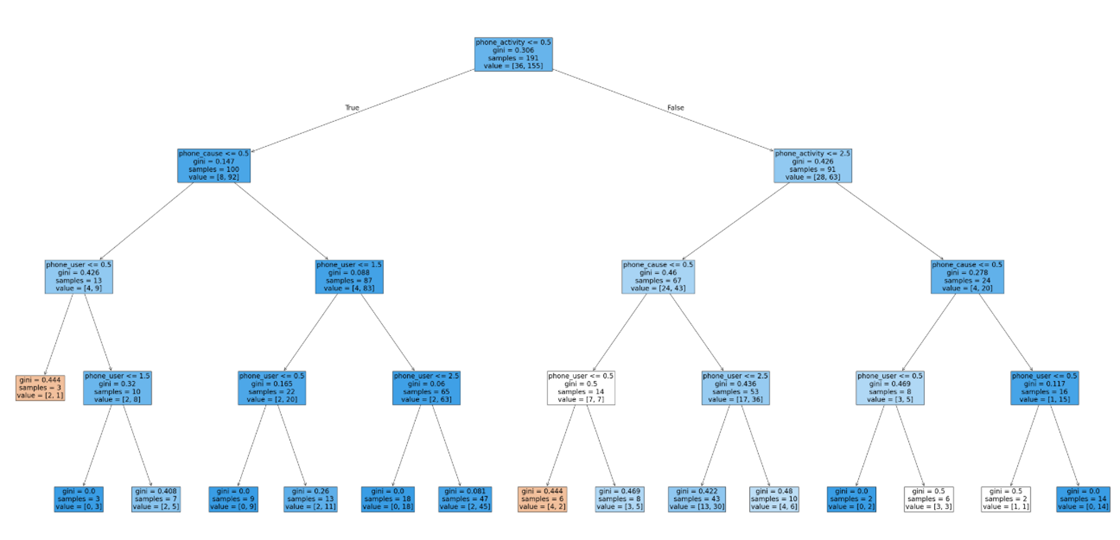 phone_activity <= 0.5
gini = 0.306
samples = 191
value = [36, 155]
True
False
phone_cause <= 0.5
gini = 0.147
samples = 100
value = [8, 92]
phone_activity <= 2.5
gini = 0.426
samples = 91
value = [28, 63]
phone_user <= 0.5
gini = 0.426
samples = 13
value = [4, 9]
phone_user <= 1.5
gini = 0.088
samples = 87
value = [4, 83]
phone_cause <= 0.5
gini = 0.46
samples = 67
value = [24, 43]
phone_cause <= 0.5
gini = 0.278
samples = 24
value = [4, 20]
gini = 0.444
samples = 3
value = [2, 1]
phone_user <= 1.5
gini = 0.32
samples = 10
value = [2, 8]
phone_user <= 0.5
gini = 0.165
samples = 22
value = [2, 20]
phone_user <= 2.5
gini = 0.06
samples = 65
value = [2, 63]
phone_user <= 0.5
gini = 0.5
samples = 14
value = [7, 7]
phone_user <= 2.5
gini = 0.436
samples = 53
value = [17, 36]
phone_user <= 0.5
gini = 0.469
samples = 8
value = [3, 5]
phone_user <= 0.5
gini = 0.117
samples = 16
value = [1, 15]
gini = 0.0
samples = 3
value = [0, 3]
gini = 0.408
samples = 7
value = [2, 5]
gini = 0.0
samples = 9
value = [0, 9]
gini = 0.26
samples = 13
value = [2, 11]
gini = 0.0
samples = 18
value = [0, 18]
gini = 0.081
samples = 47
value = [2, 45]
gini = 0.444
samples = 6
value = [4, 2]
gini = 0.469
samples = 8
value = [3, 5]
gini = 0.422
samples = 43
value = [13, 30]
gini = 0.48
samples = 10
value = [4, 6]
gini = 0.0
samples = 2
value = [0, 2]
gini = 0.5
samples = 6
value = [3, 3]
gini = 0.5
samples = 2
value = [1, 1]
gini = 0.0
samples = 14
value = [0, 14]